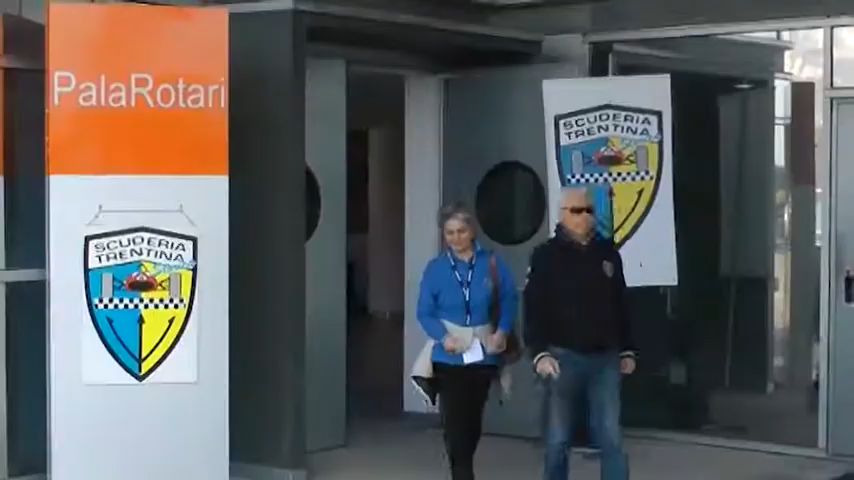 PalaRotari
SCUDERIA
TRENTINA
SCUDERIA
TRENTINA